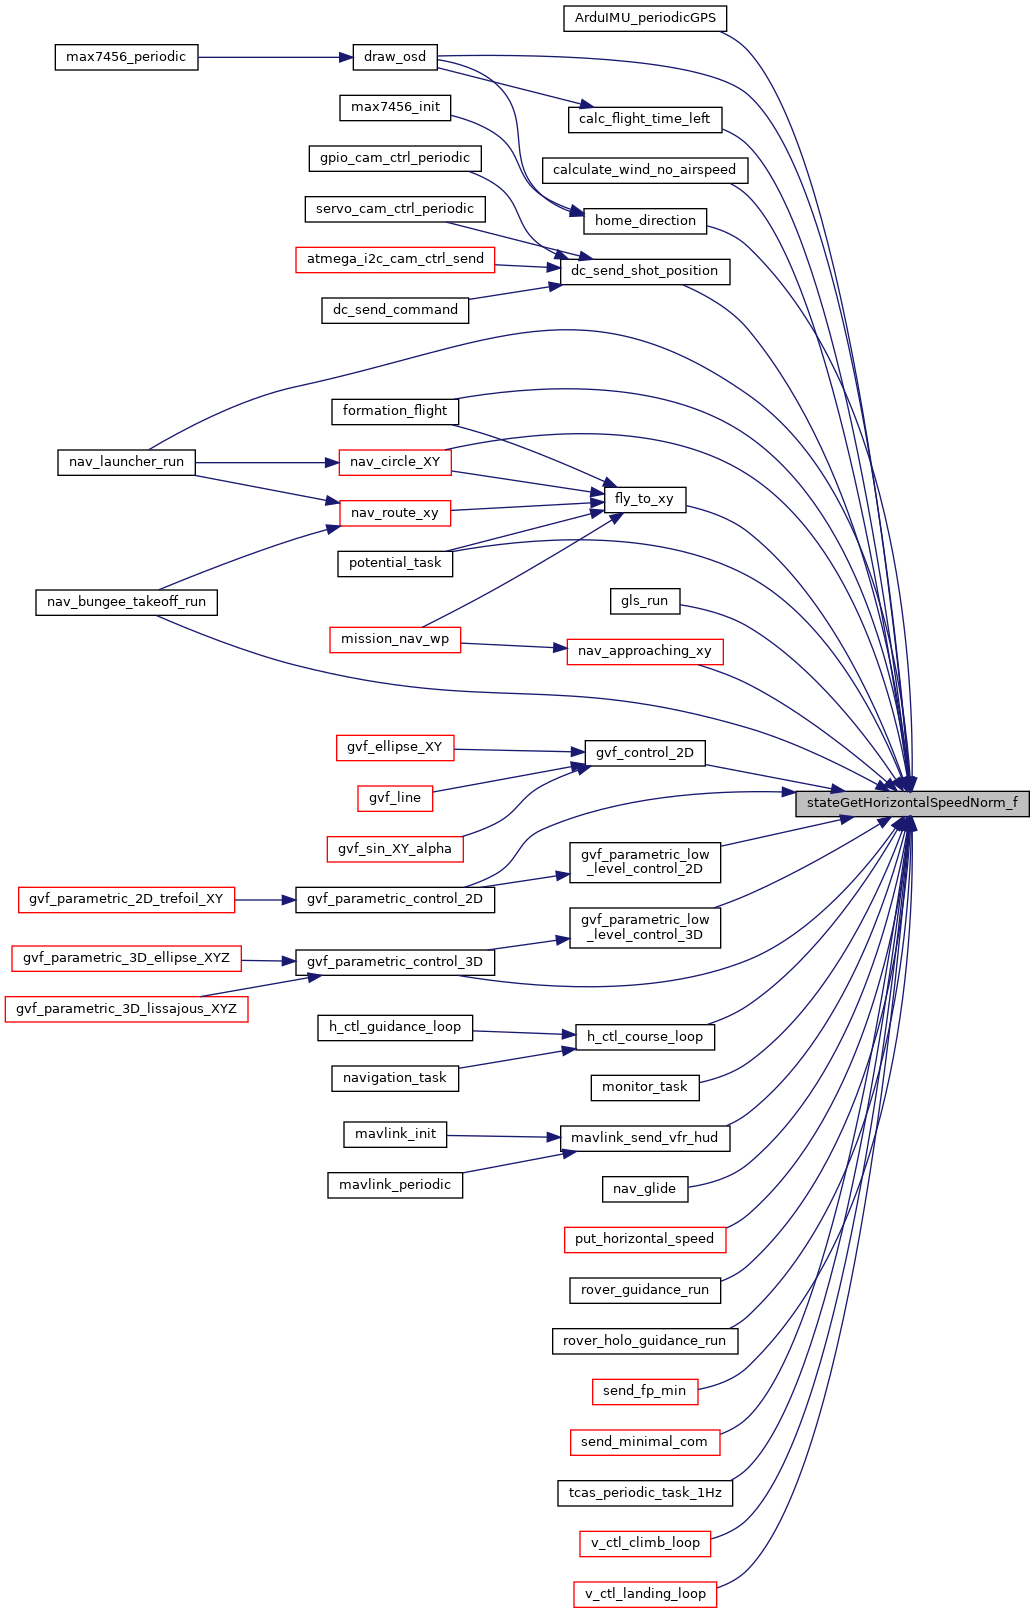 ArduIMU_periodicGPS
max7456_periodic
draw_osd
max7456_init
calc_flight_time_left
gpio_cam_ctrl_periodic
calculate_wind_no_airspeed
servo_cam_ctrl_periodic
home_direction
atmega_i2c_cam_ctrl_send
dc_send_shot_position
dc_send_command
formation_flight
nav_launcher_run
nav_circle_XY
fly_to_xy
nav_route_xy
potential_task
nav_bungee_takeoff_run
gls_run
mission_nav_wp
nav_approaching_xy
gvf_ellipse_XY
gvf_control_2D
gvf_line
stateGetHorizontalSpeedNorm_f
gvf_sin_XY_alpha
gvf_parametric_low
_level_control_2D
gvf_parametric_2D_trefoil_XY
gvf_parametric_control_2D
gvf_parametric_low
_level_control_3D
gvf_parametric_3D_ellipse_XYZ
gvf_parametric_control_3D
gvf_parametric_3D_lissajous_XYZ
h_ctl_guidance_loop
h_ctl_course_loop
navigation_task
monitor_task
mavlink_init
mavlink_send_vfr_hud
mavlink_periodic
nav_glide
put_horizontal_speed
rover_guidance_run
rover_holo_guidance_run
send_fp_min
send_minimal_com
tcas_periodic_task_1Hz
v_ctl_climb_loop
v_ctl_landing_loop